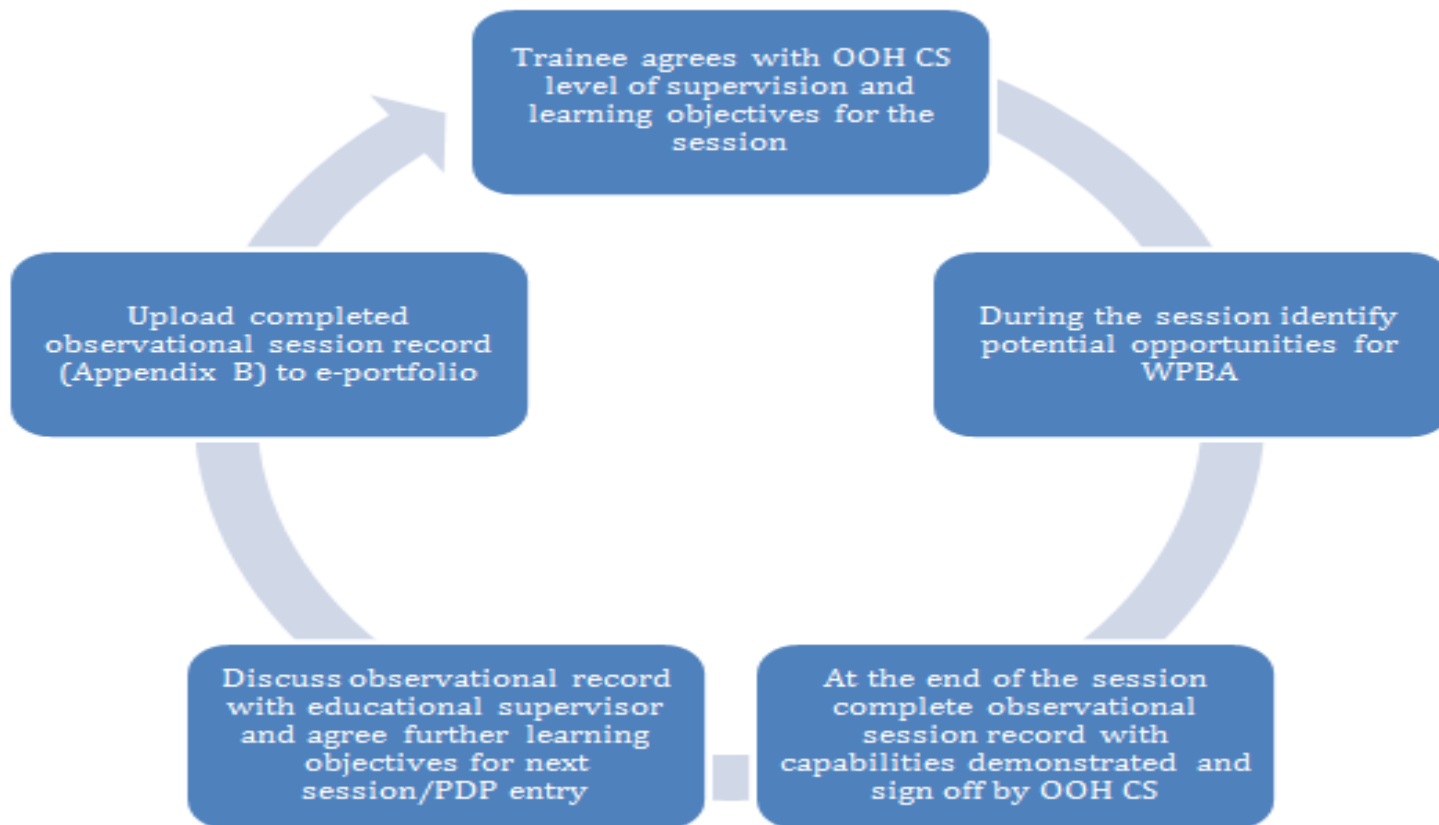 Trainee agrees with OOH CS
level of supervision and
learning objectives for the
session
During the session identify
potential opportunities for
WPBA
At the end of the session
complete observational
session record with
capabilities demonstrated and
sign off by OOH CS
Discuss observational record
with educational supervisor
and agree further learning
objectives for next
session/PDP entry
Upload completed
observational session record
(Appendix B) to e-portfolio